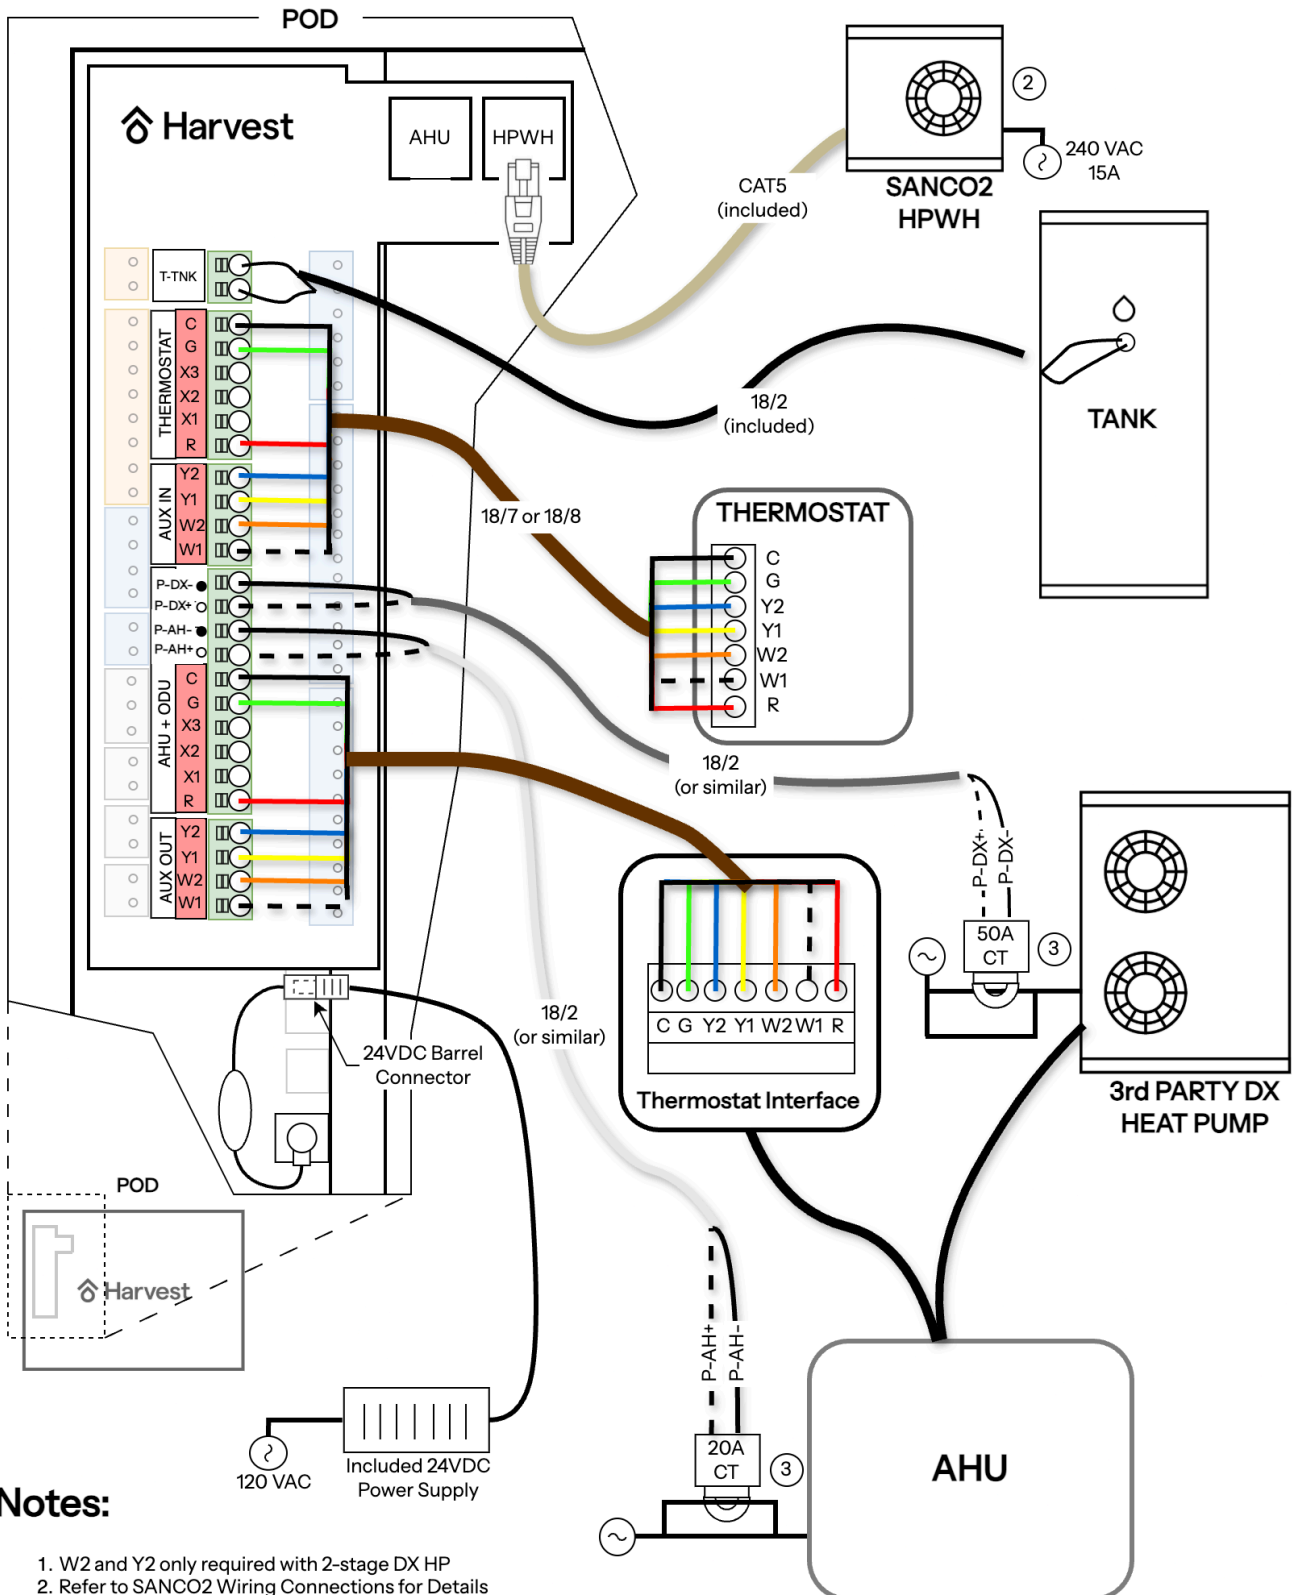 POD
Harvest
AHU
HPWH
2
240 VAC
15A
SANCO2
HPWH
CAT5
(included)
T-TNK
THERMOSTAT
C
G
X3
X2
X1
R
AUX IN
Y2
Y1
W2
W1
P-DX-
P-DX+
P-AH-
P-AH+
AHU + ODU
C
G
X3
X2
X1
R
AUX OUT
Y2
Y1
W2
W1
18/2
(included)
TANK
18/7 or 18/8
THERMOSTAT
C
G
Y2
Y1
W2
W1
R
18/2
(or similar)
P-DX+
P-DX-
50A
CT
3
3rd PARTY DX
HEAT PUMP
C G Y2 Y1 W2 W1 R
Thermostat Interface
18/2
(or similar)
24VDC Barrel
Connector
POD
Harvest
P-AH+
P-AH-
20A
CT
3
AHU
120 VAC
Included 24VDC
Power Supply
Notes:
1. W2 and Y2 only required with 2-stage DX HP
2. Refer to SANCO2 Wiring Connections for Details